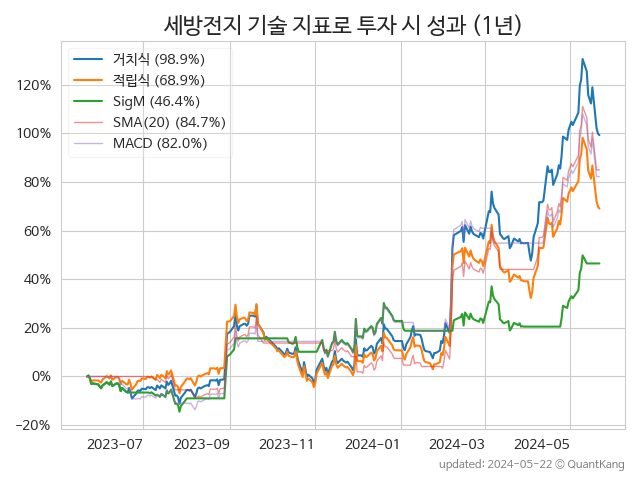 세방전지 기술 지표로 투자 시 성과 (1년)
거치식 (98.9%)
적립식 (68.9%)
SigM (46.4%)
SMA(20) (84.7%)
MACD (82.0%)
120%
100%
80%
60%
40%
20%
0%
−20%
2023−07
2023−09
2023−11
2024−01
2024−03
2024−05
updated: 2024-05-22 © QuantKang